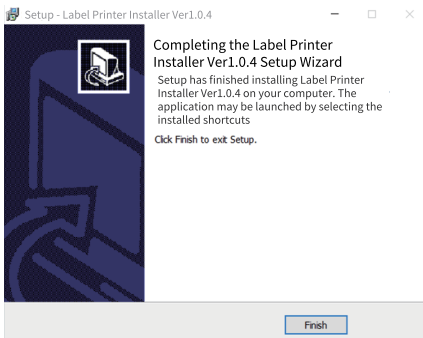 Setup - Label Printer Installer Ver1.0.4
Completing the Label Printer
Installer Ver1.0.4 Setup Wizard
Setup has finished installing Label Printer
Installer Ver1.0.4 on your computer. The
application may be launched by selecting the
installed shortcuts
Click Finish to exit Setup.
Finish